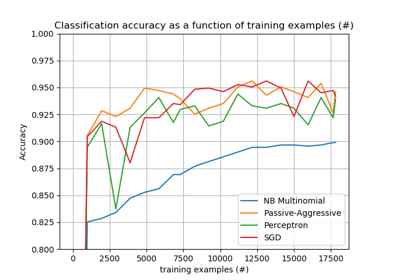 Classification accuracy as a function of training examples (#)
1.000
0.975
0.950
0.925
0.900
0.875
0.850
0.825
0.800
Accuracy
NB Multinomial
Passive-Aggressive
Perceptron
SGD
0 2500 5000 7500 10000 12500 15000 17500
training examples (#)